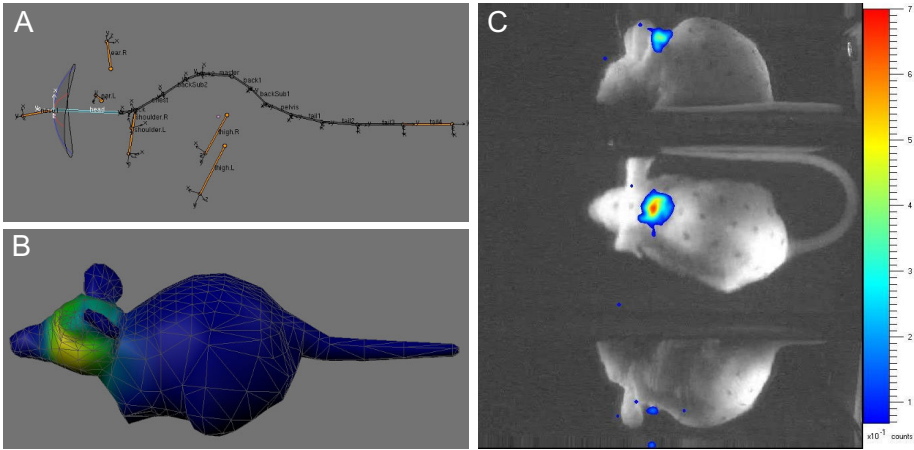 A
ear.R
ear.L
head
neck
shoulder.R
shoulder.L
chest
backSub2
master
back1
backSub1
pelvis
tail1
tail2
tail3
tail4
thigh.R
thigh.L
B
C
7
6
5
4
3
2
1
x10⁻¹ counts